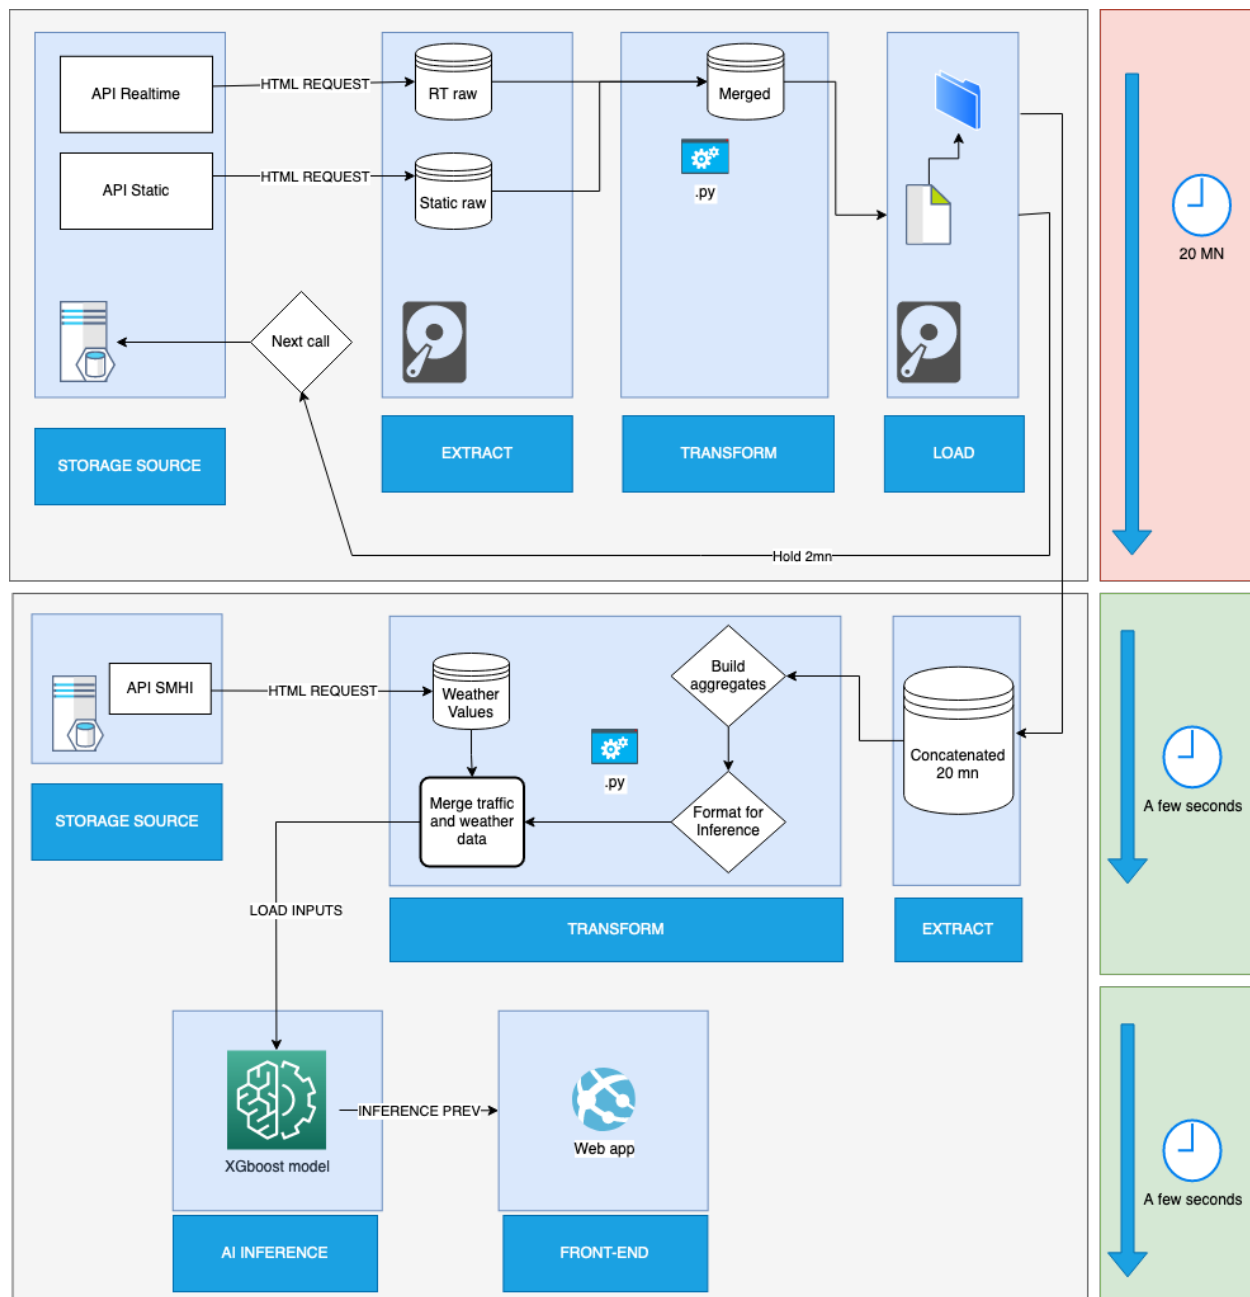 API Realtime
HTML REQUEST
RT raw
Merged
API Static
HTML REQUEST
Static raw
.py
20 MN
Next call
STORAGE SOURCE
EXTRACT
TRANSFORM
LOAD
Hold 2mn
API SMHI
HTML REQUEST
Weather
Values
Build
aggregates
.py
Concatenated
20 mn
A few seconds
Merge traffic
and weather
data
Format for
Inference
STORAGE SOURCE
LOAD INPUTS
TRANSFORM
EXTRACT
XGboost model
INFERENCE PREV
Web app
A few seconds
AI INFERENCE
FRONT-END